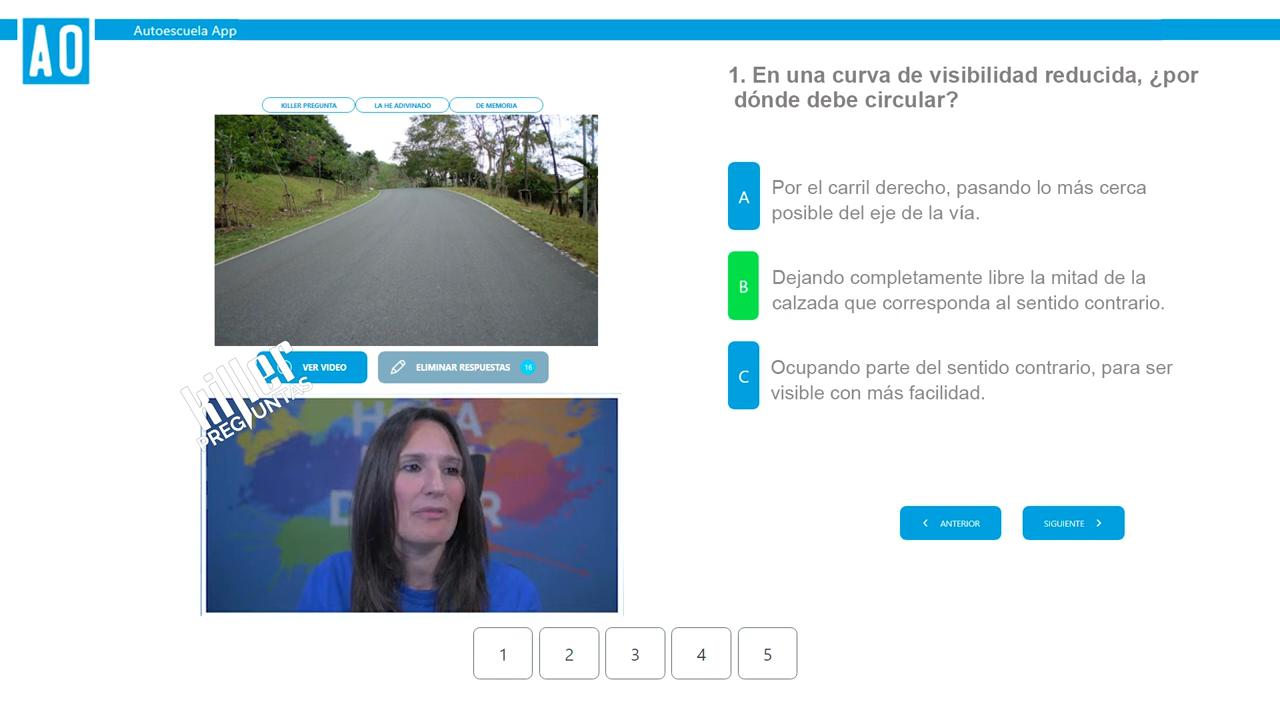 AO
Autoescuela App
KILLER PREGUNTA
LA HE ADIVINADO
DE MEMORIA
1. En una curva de visibilidad reducida, ¿por
dónde debe circular?
A
Por el carril derecho, pasando lo más cerca
posible del eje de la vía.
B
Dejando completamente libre la mitad de la
calzada que corresponda al sentido contrario.
C
Ocupando parte del sentido contrario, para ser
visible con más facilidad.
VER VIDEO
ELIMINAR RESPUESTAS
16
killer
PREGUNTAS
HOLA
ANTERIOR
SIGUIENTE
1
2
3
4
5